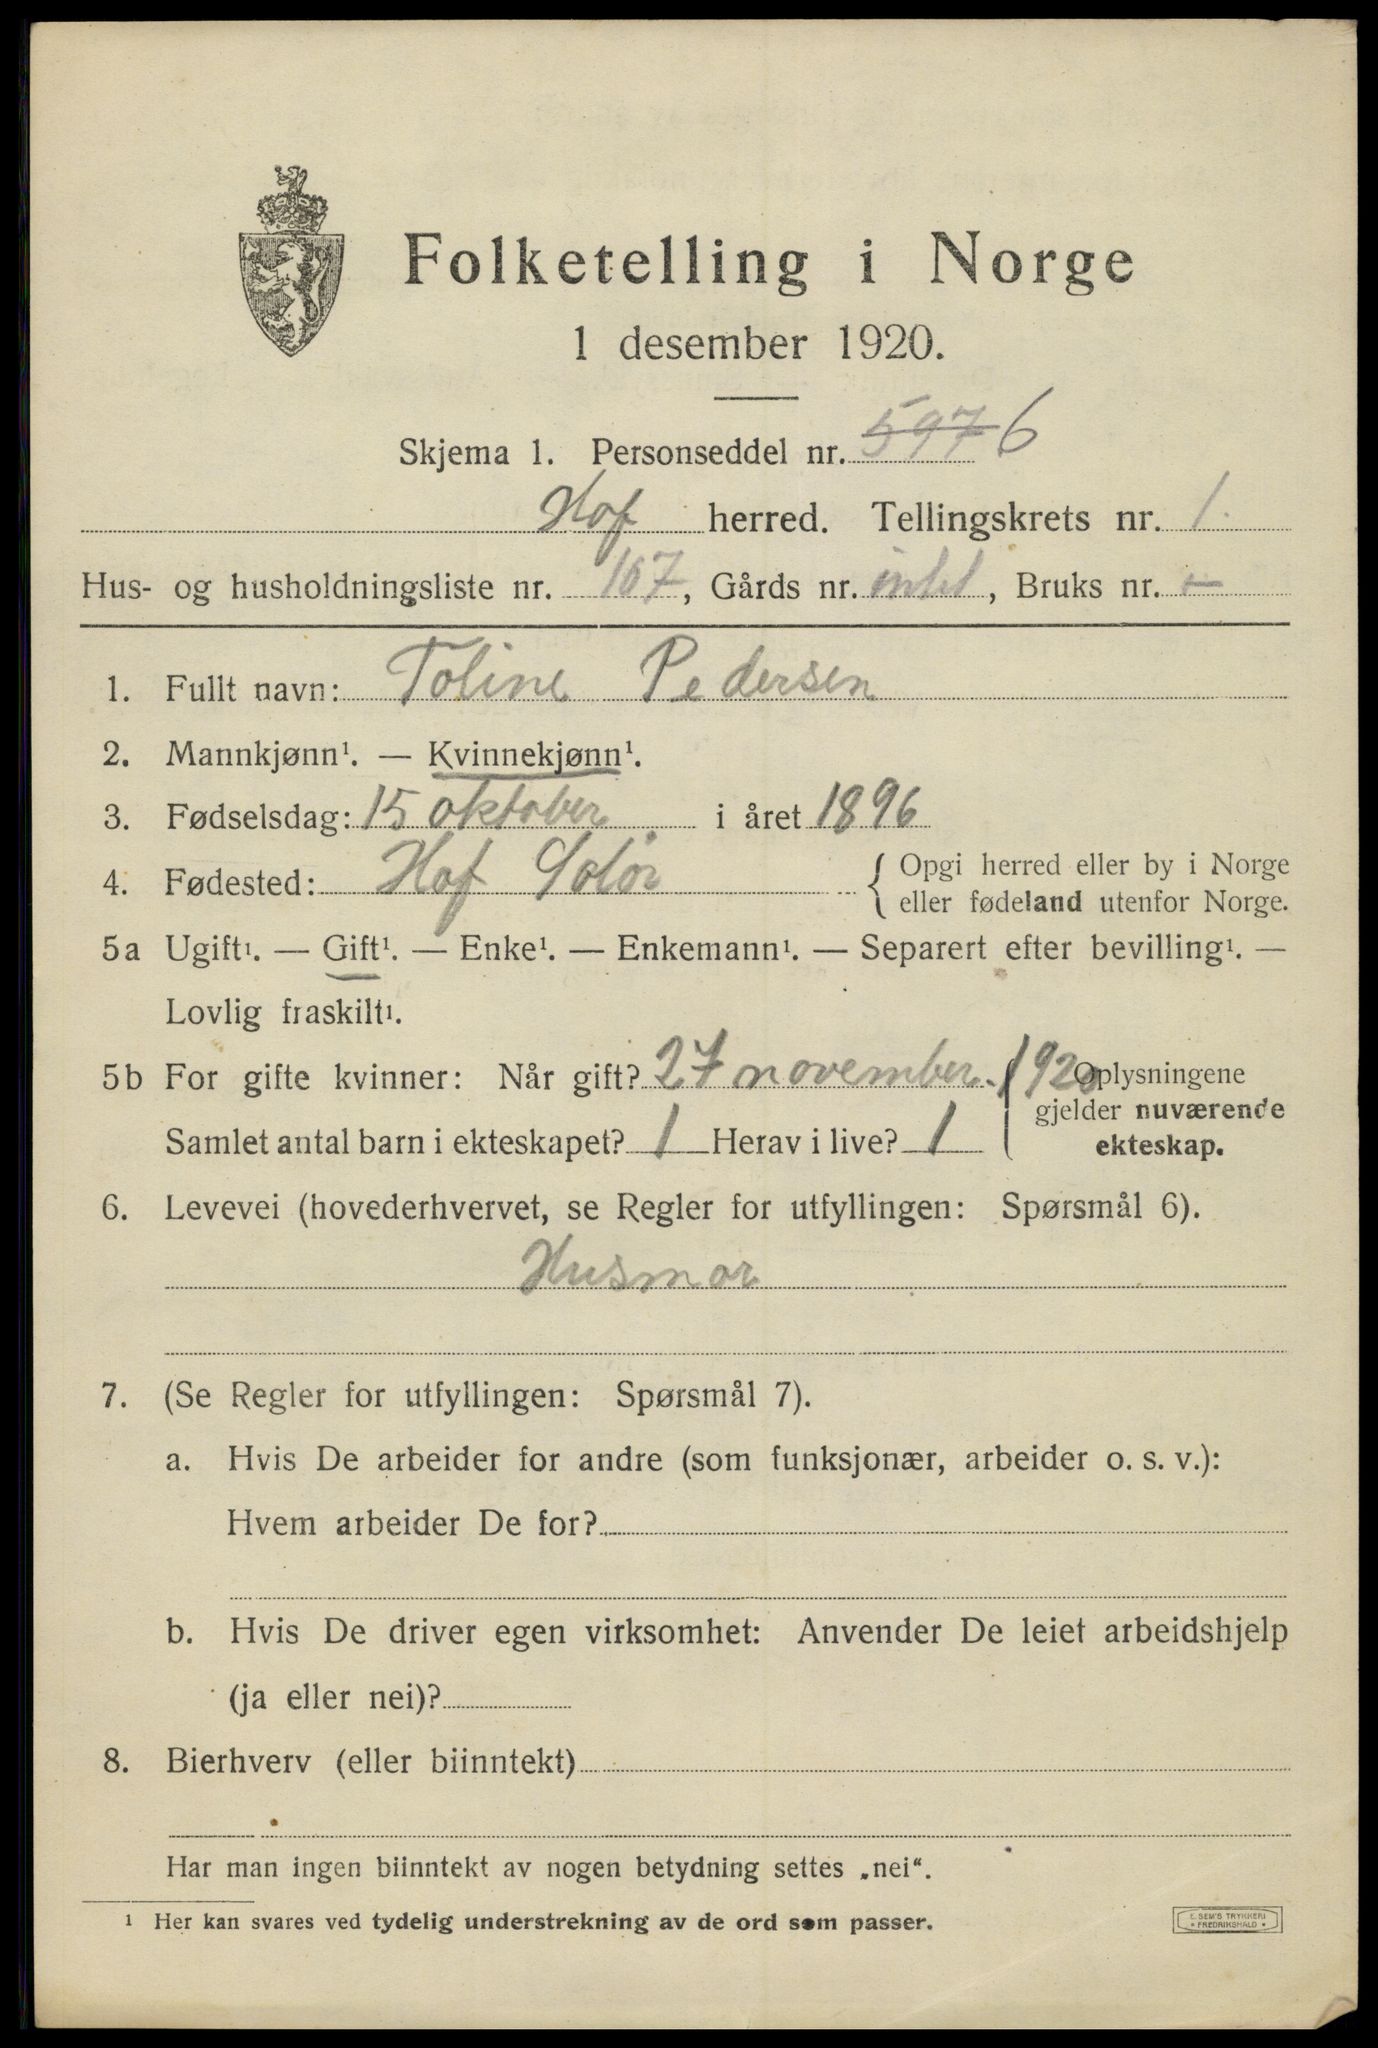 Folketelling i Norge
1 desember 1920.
Skjema 1. Personseddel nr. 597 6
Hof herred. Tellingskrets nr. 1.
Hus- og husholdningsliste nr. 167, Gårds nr. intet, Bruks nr. -
1. Fullt navn: Toline Pedersen
2. Mannkjønn¹. — Kvinnekjønn¹.
3. Fødselsdag: 15 oktober i året 1896
4. Fødested: Hof Solør { Opgi herred eller by i Norge
eller fødeland utenfor Norge.
5a Ugift¹. — Gift¹. — Enke¹. — Enkemann¹. — Separert efter bevilling¹. —
Lovlig fraskilt¹.
5b For gifte kvinner: Når gift? 27 november 1920 { Oplysningene
gjelder nuværende
Samlet antal barn i ekteskapet? 1 Herav i live? 1 ekteskap.
6. Levevei (hovederhvervet, se Regler for utfyllingen: Spørsmål 6).
Husmor
7. (Se Regler for utfyllingen: Spørsmål 7).
a. Hvis De arbeider for andre (som funksjonær, arbeider o. s. v.):
Hvem arbeider De for?
b. Hvis De driver egen virksomhet: Anvender De leiet arbeidshjelp
(ja eller nei)?
8. Bierhverv (eller biinntekt)
Har man ingen biinntekt av nogen betydning settes „nei“.
¹ Her kan svares ved tydelig understrekning av de ord som passer.
E. SEM'S TRYKKERI
• FREDRIKSHALD •